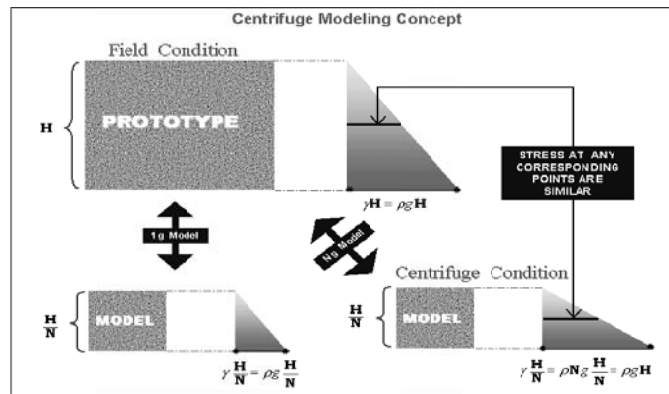 Centrifuge Modeling Concept
Field Condition
H
PROTOTYPE
γH = ρgH
STRESS AT ANY
CORRESPONDING
POINTS ARE
SIMILAR
1g Model
Ng Model
Centrifuge Condition
H/N
MODEL
γ H/N = ρg H/N
H/N
MODEL
γ H/N = ρNg H/N = ρgH